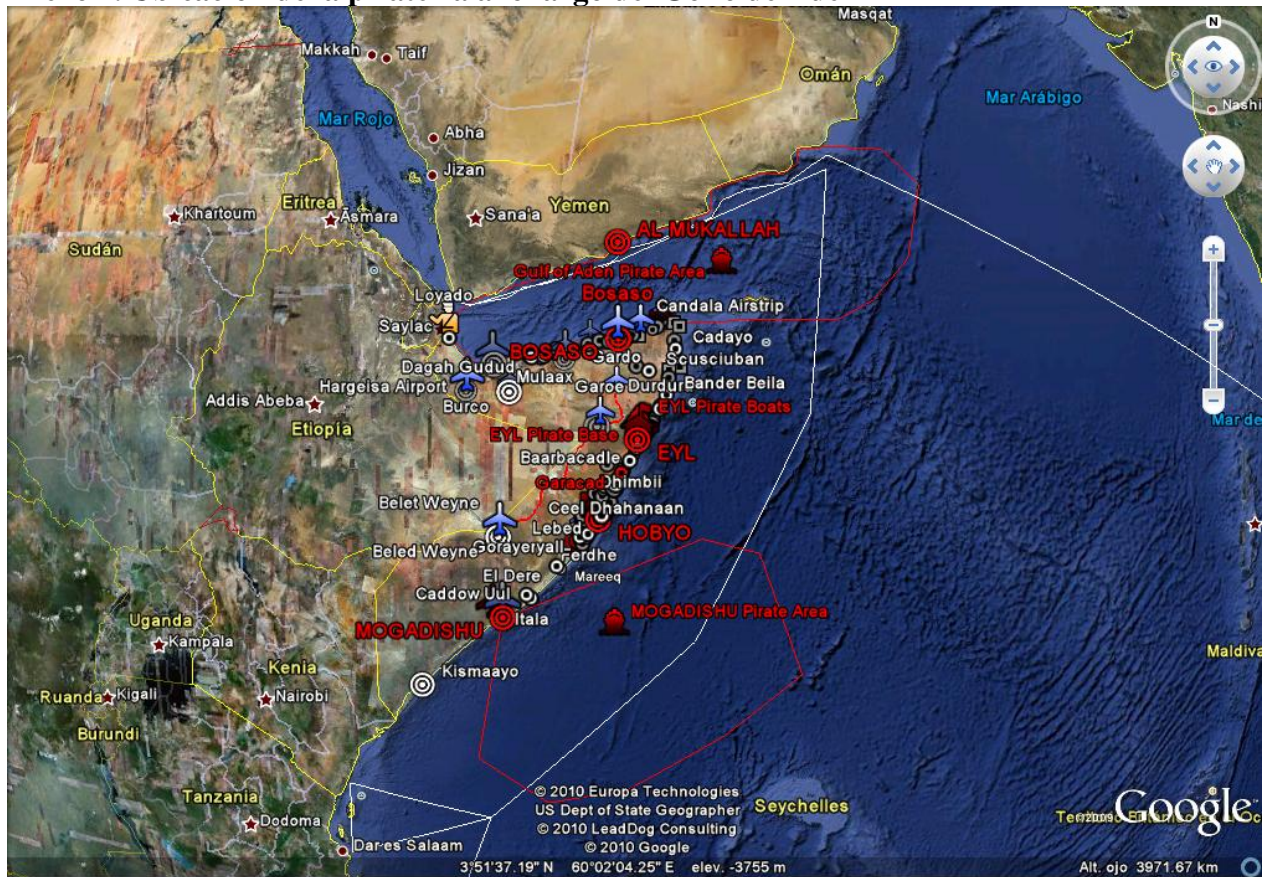 Masqat
Makkah
Taif
Omán
Mar Arábigo
N
Nashi
Mar Rojo
Abha
Jizan
Eritrea
Khartoum
Āsmara
Sana'a
Yemen
Sudán
AL MUKALLAH
Gulf of Aden Pirate Area
Bosaso
Loyado
Candala Airstrip
Saylac
Cadayo
BOSASO
Gardo
Scusciuban
Dagah Gudud
Mulaax
Hargeisa Airport
Garoe
Durdur
Bander Beila
Addis Abeba
Burco
EYL Pirate Boats
Etiopía
EYL Pirate Base
Mar de
EYL
Baarbacadle
Garacad
Dhimbii
Belet Weyne
Ceel Dhahanaan
Lebed
HOBYO
Beled Weyne
Gorayeryall
Ferdhe
El Dere
Mareeq
Caddow Uul
Itala
MOGADISHU Pirate Area
MOGADISHU
Uganda
Kampala
Maldiva
Kenia
Kismaayo
Ruanda
Kigali
Nairobi
Burundi
© 2010 Europa Technologies
Tanzania
US Dept of State Geographer
Seychelles
Google
Dodoma
© 2010 LeadDog Consulting
© 2010 Google
Dar es Salaam
3°51'37.19" N 60°02'04.25" E elev. -3755 m
Alt. ojo 3971.67 km